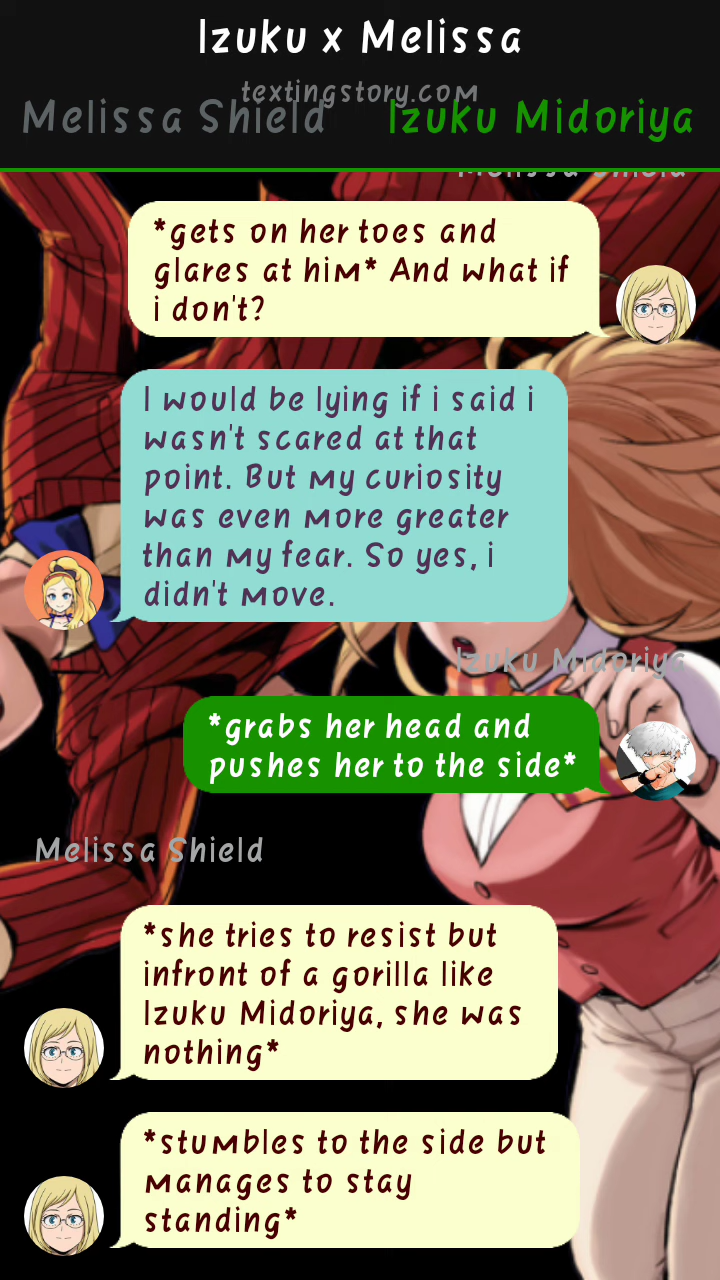 Izuku x Melissa
textingstory.com
Melissa Shield Izuku Midoriya
Melissa Shield
*gets on her toes and
glares at him* And what if
i don't?
I would be lying if i said i
wasn't scared at that
point. But my curiosity
was even more greater
than my fear. So yes, i
didn't move.
Izuku Midoriya
*grabs her head and
pushes her to the side*
Melissa Shield
*she tries to resist but
infront of a gorilla like
Izuku Midoriya, she was
nothing*
*stumbles to the side but
manages to stay
standing*